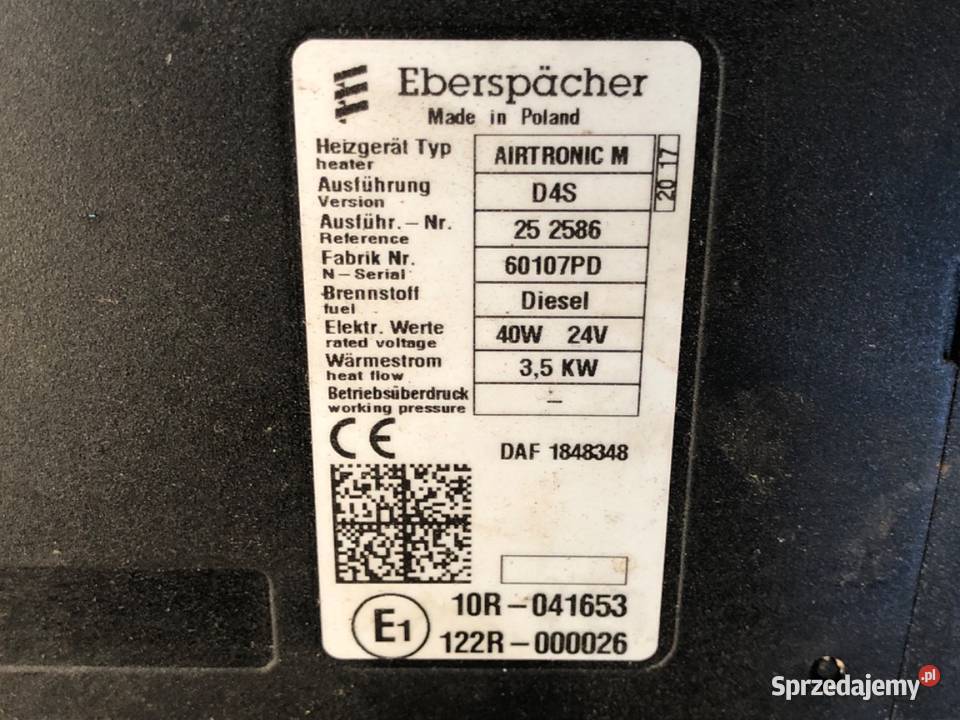 Eberspächer
Made in Poland
Heizgerät Typ AIRTRONIC M
heater
20 17
Ausführung D4S
Version
Ausführ. - Nr. 25 2586
Reference
Fabrik Nr. 60107PD
N - Serial
Brennstoff Diesel
fuel
Elektr. Werte 40W 24V
rated voltage
Wärmestrom 3,5 KW
heat flow
Betriebsüberdruck –
working pressure
CE
DAF 1848348
E1
10R - 041653
122R - 000026
Sprzedajemy.pl